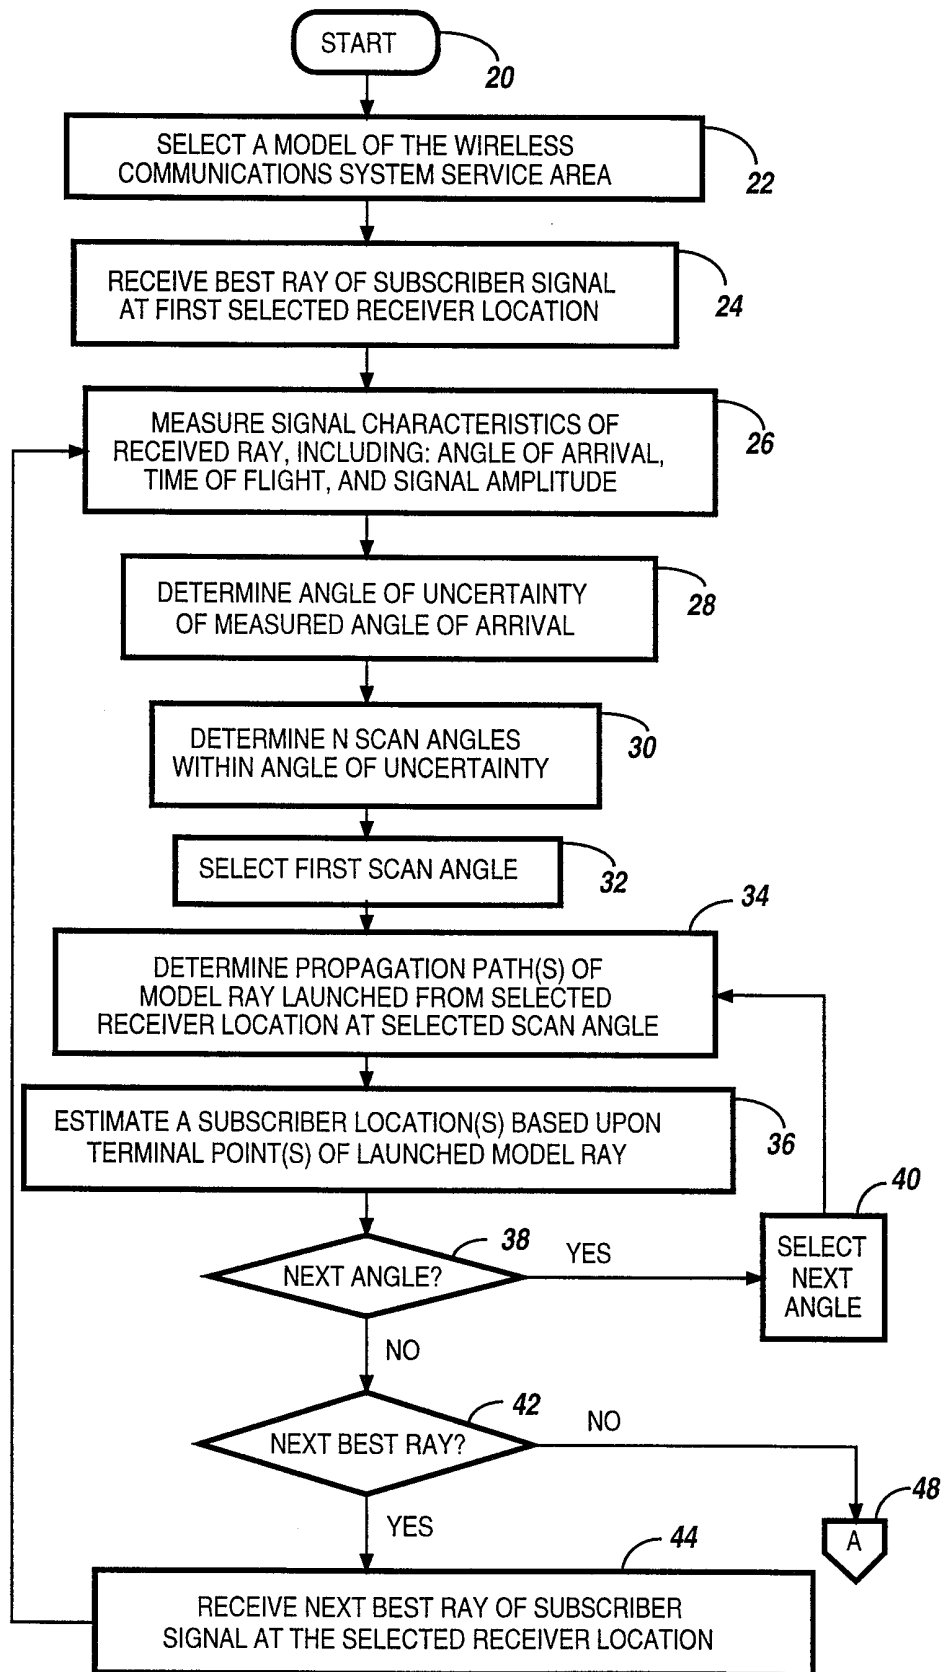 START
20
SELECT A MODEL OF THE WIRELESS
COMMUNICATIONS SYSTEM SERVICE AREA
22
RECEIVE BEST RAY OF SUBSCRIBER SIGNAL
AT FIRST SELECTED RECEIVER LOCATION
24
MEASURE SIGNAL CHARACTERISTICS OF
RECEIVED RAY, INCLUDING: ANGLE OF ARRIVAL,
TIME OF FLIGHT, AND SIGNAL AMPLITUDE
26
DETERMINE ANGLE OF UNCERTAINTY
OF MEASURED ANGLE OF ARRIVAL
28
DETERMINE N SCAN ANGLES
WITHIN ANGLE OF UNCERTAINTY
30
SELECT FIRST SCAN ANGLE
32
34
DETERMINE PROPAGATION PATH(S) OF
MODEL RAY LAUNCHED FROM SELECTED
RECEIVER LOCATION AT SELECTED SCAN ANGLE
ESTIMATE A SUBSCRIBER LOCATION(S) BASED UPON
TERMINAL POINT(S) OF LAUNCHED MODEL RAY
36
40
SELECT
NEXT
ANGLE
38
NEXT ANGLE?
YES
NO
42
NEXT BEST RAY?
NO
48
A
YES
44
RECEIVE NEXT BEST RAY OF SUBSCRIBER
SIGNAL AT THE SELECTED RECEIVER LOCATION